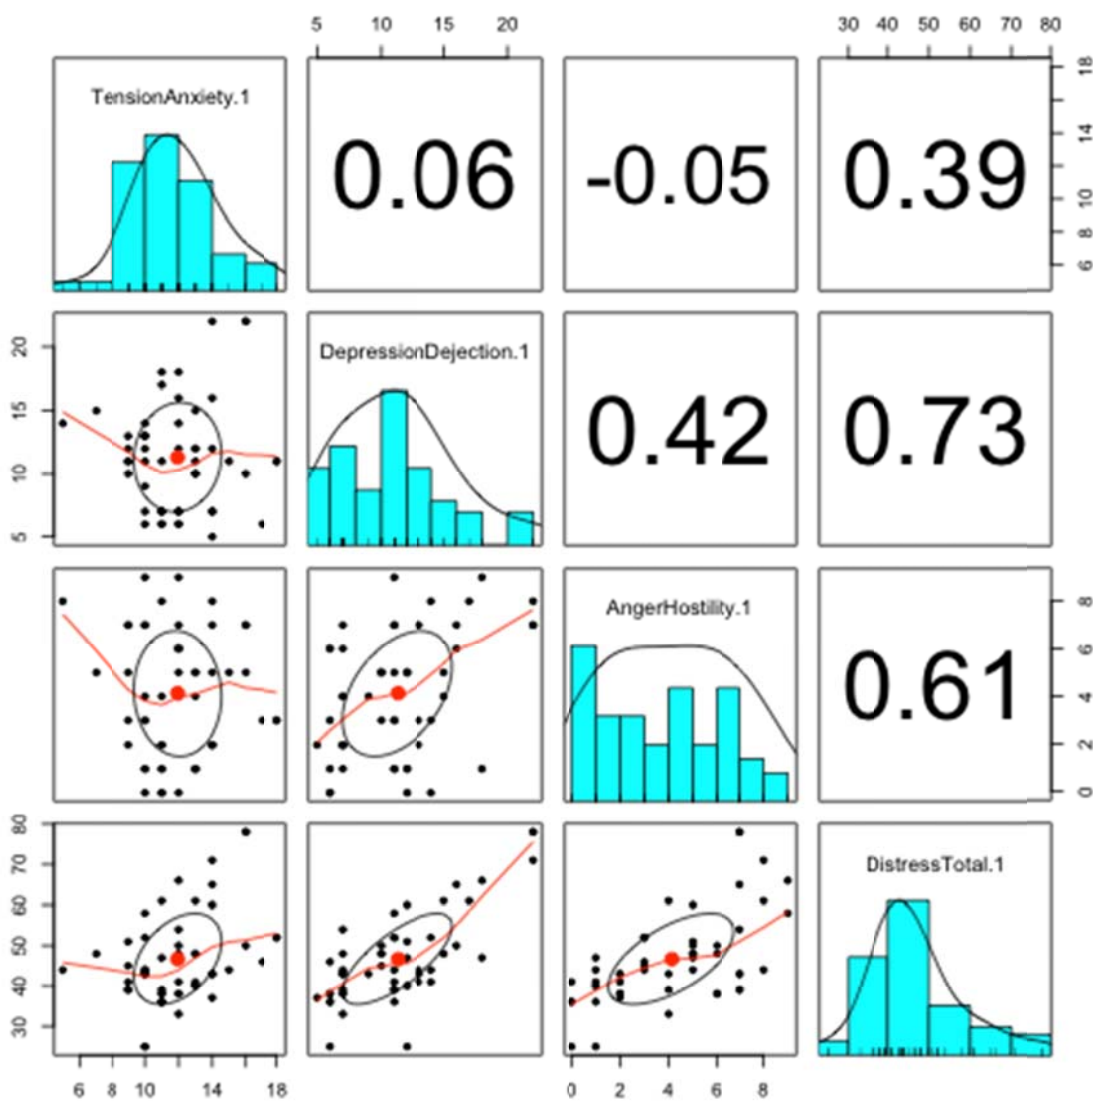 5 10 15 20
30 40 50 60 70 80
TensionAnxiety.1
0.06
-0.05
0.39
6 8 10 14 18
5 10 15 20
DepressionDejection.1
0.42
0.73
AngerHostility.1
0.61
0 2 4 6 8
30 40 50 60 70 80
DistressTotal.1
6 8 10 14 18
0 2 4 6 8